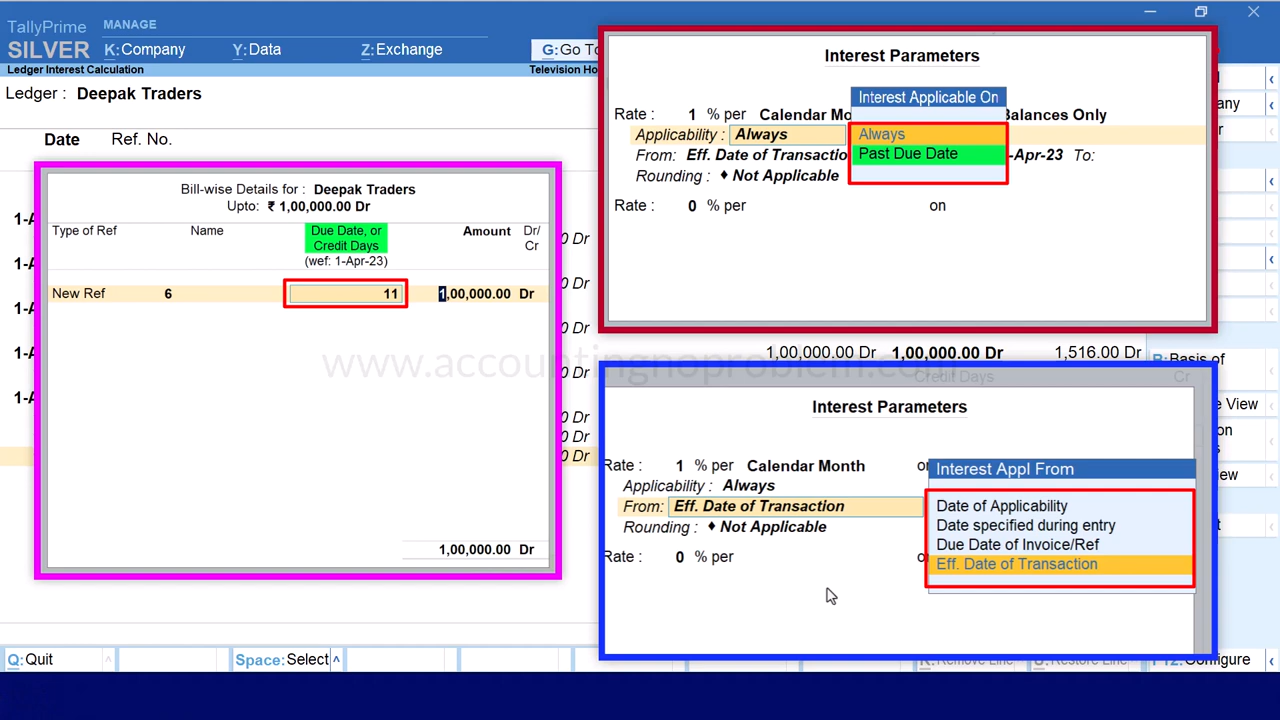 TallyPrime
MANAGE
SILVER
K:Company
Y:Data
Z:Exchange
G:Go To
Ledger Interest Calculation
Television Ho
Ledger : Deepak Traders
Date
Ref. No.
Bill-wise Details for : Deepak Traders
Upto: ₹ 1,00,000.00 Dr
Type of Ref
Name
Due Date, or
Credit Days
(wef: 1-Apr-23)
Amount
Dr/
Cr
New Ref
6
11
1,00,000.00 Dr
1,00,000.00 Dr
Interest Parameters
Interest Applicable On
Rate : 1 % per Calendar Mo
Balances Only
Applicability : Always
Always
Past Due Date
From: Eff. Date of Transactio
-Apr-23 To:
Rounding : ♦ Not Applicable
Rate : 0 % per
on
1,00,000.00 Dr
1,00,000.00 Dr
1,516.00 Dr
B:Basis of
www.accountingnoproblem.com
Credit Days
Cr
Interest Parameters
Rate : 1 % per Calendar Month
Interest Appl From
Applicability : Always
From: Eff. Date of Transaction
Date of Applicability
Date specified during entry
Due Date of Invoice/Ref
Eff. Date of Transaction
Rounding : ♦ Not Applicable
Rate : 0 % per
Q:Quit
Space:Select
R:Remove Line
U:Restore Line
F12:Configure